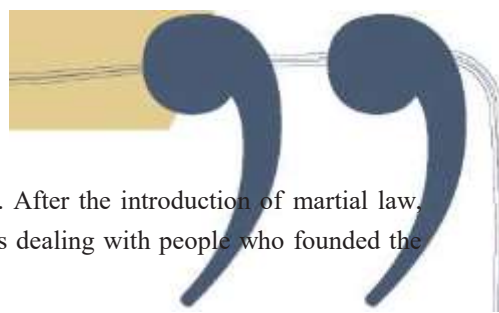 . After the introduction of martial law,
s dealing with people who founded the